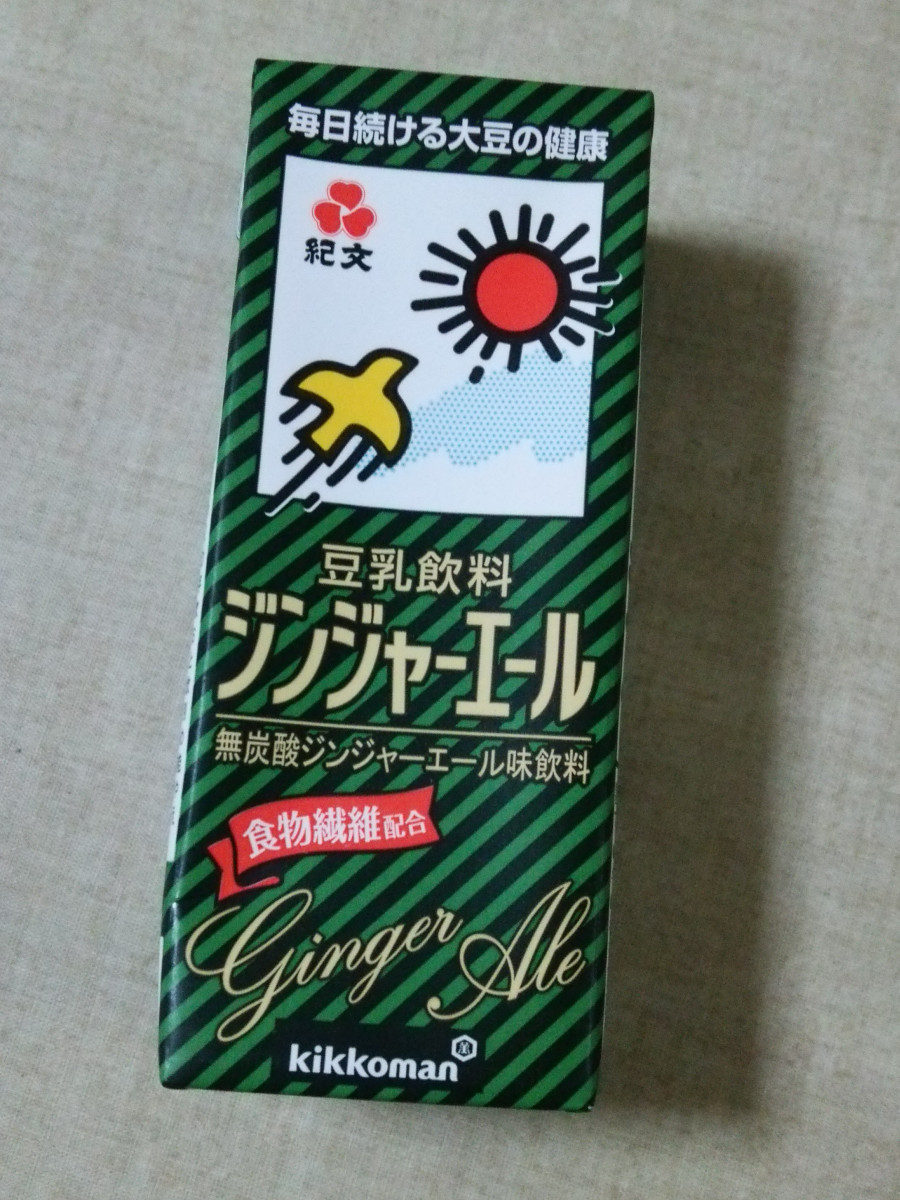 毎日続ける大豆の健康
紀文
豆乳飲料
ジンジャーエール
無炭酸ジンジャーエール味飲料
食物繊維配合
Ginger Ale
kikkoman